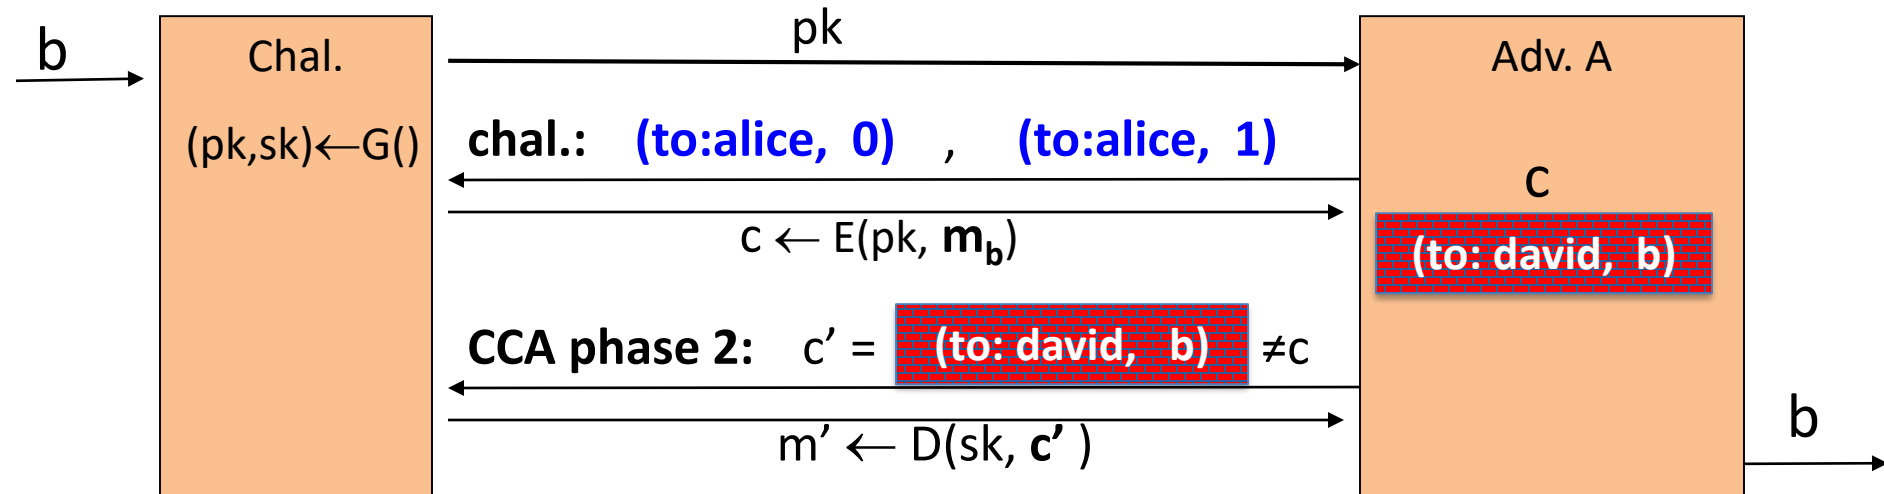 b
Chal.
pk
Adv. A
(pk,sk)←G()
chal.: (to:alice, 0) , (to:alice, 1)
c
c ← E(pk, m_b)
(to: david, b)
CCA phase 2: c’ = (to: david, b) ≠c
m’ ← D(sk, c’ )
b